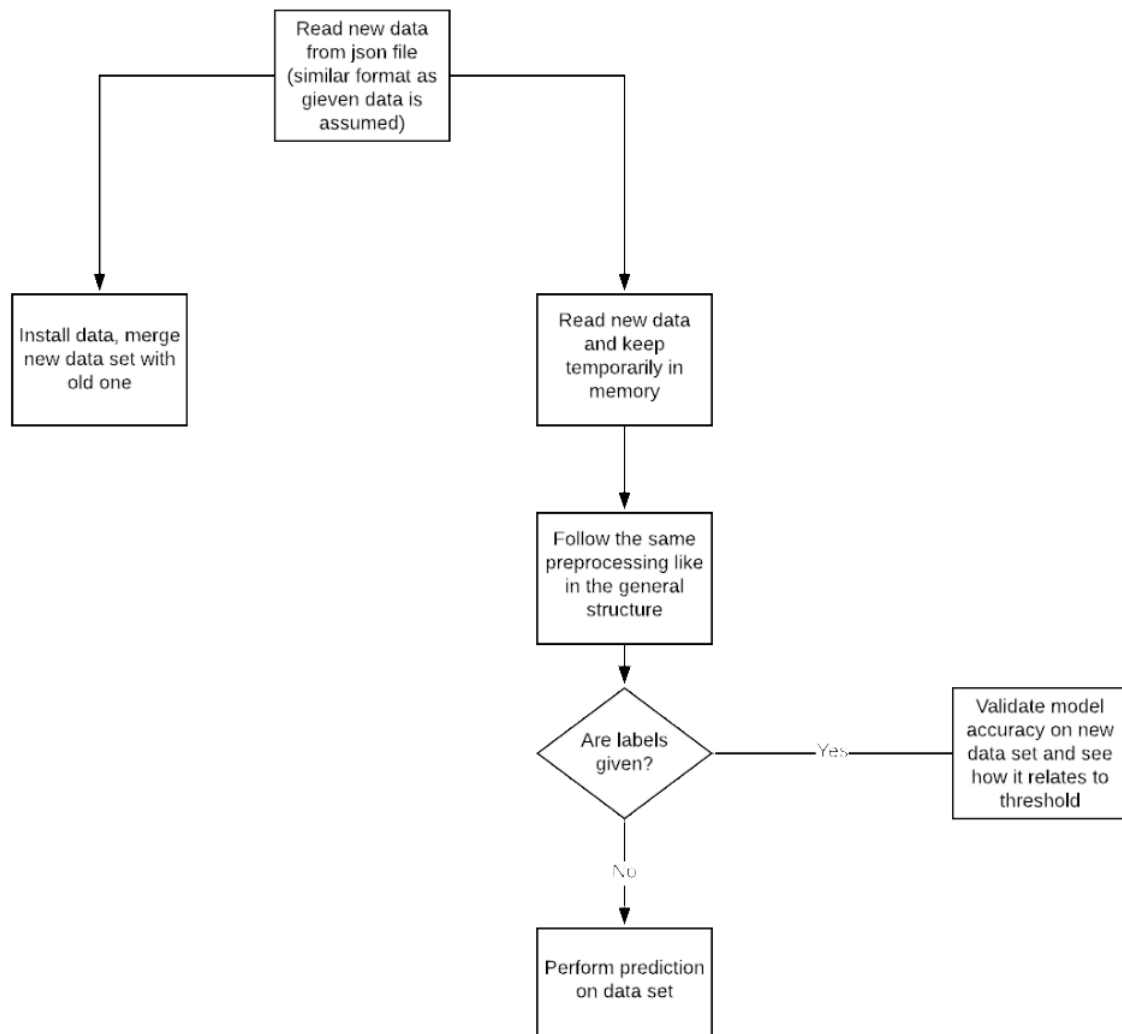 Read new data
from json file
(similar format as
gieven data is
assumed)
Install data, merge
new data set with
old one
Read new data
and keep
temporarily in
memory
Follow the same
preprocessing like
in the general
structure
Are labels
given?
Yes
Validate model
accuracy on new
data set and see
how it relates to
threshold
No
Perform prediction
on data set